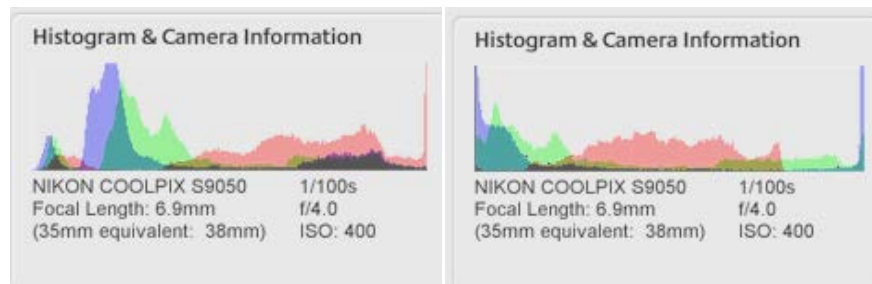 Histogram & Camera Information
NIKON COOLPIX S9050 1/100s
Focal Length: 6.9mm f/4.0
(35mm equivalent: 38mm) ISO: 400
Histogram & Camera Information
NIKON COOLPIX S9050 1/100s
Focal Length: 6.9mm f/4.0
(35mm equivalent: 38mm) ISO: 400